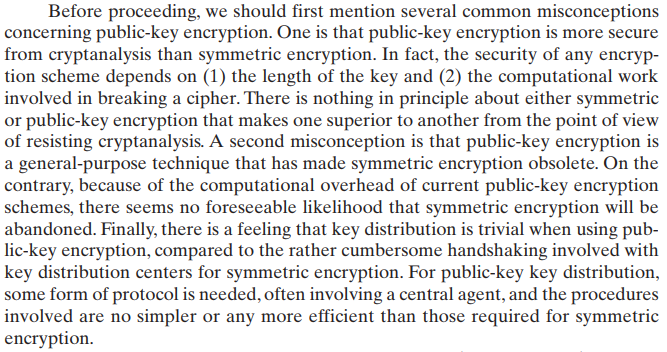 Before proceeding, we should first mention several common misconceptions
concerning public-key encryption. One is that public-key encryption is more secure
from cryptanalysis than symmetric encryption. In fact, the security of any encryp-
tion scheme depends on (1) the length of the key and (2) the computational work
involved in breaking a cipher. There is nothing in principle about either symmetric
or public-key encryption that makes one superior to another from the point of view
of resisting cryptanalysis. A second misconception is that public-key encryption is
a general-purpose technique that has made symmetric encryption obsolete. On the
contrary, because of the computational overhead of current public-key encryption
schemes, there seems no foreseeable likelihood that symmetric encryption will be
abandoned. Finally, there is a feeling that key distribution is trivial when using pub-
lic-key encryption, compared to the rather cumbersome handshaking involved with
key distribution centers for symmetric encryption. For public-key key distribution,
some form of protocol is needed, often involving a central agent, and the procedures
involved are no simpler or any more efficient than those required for symmetric
encryption.